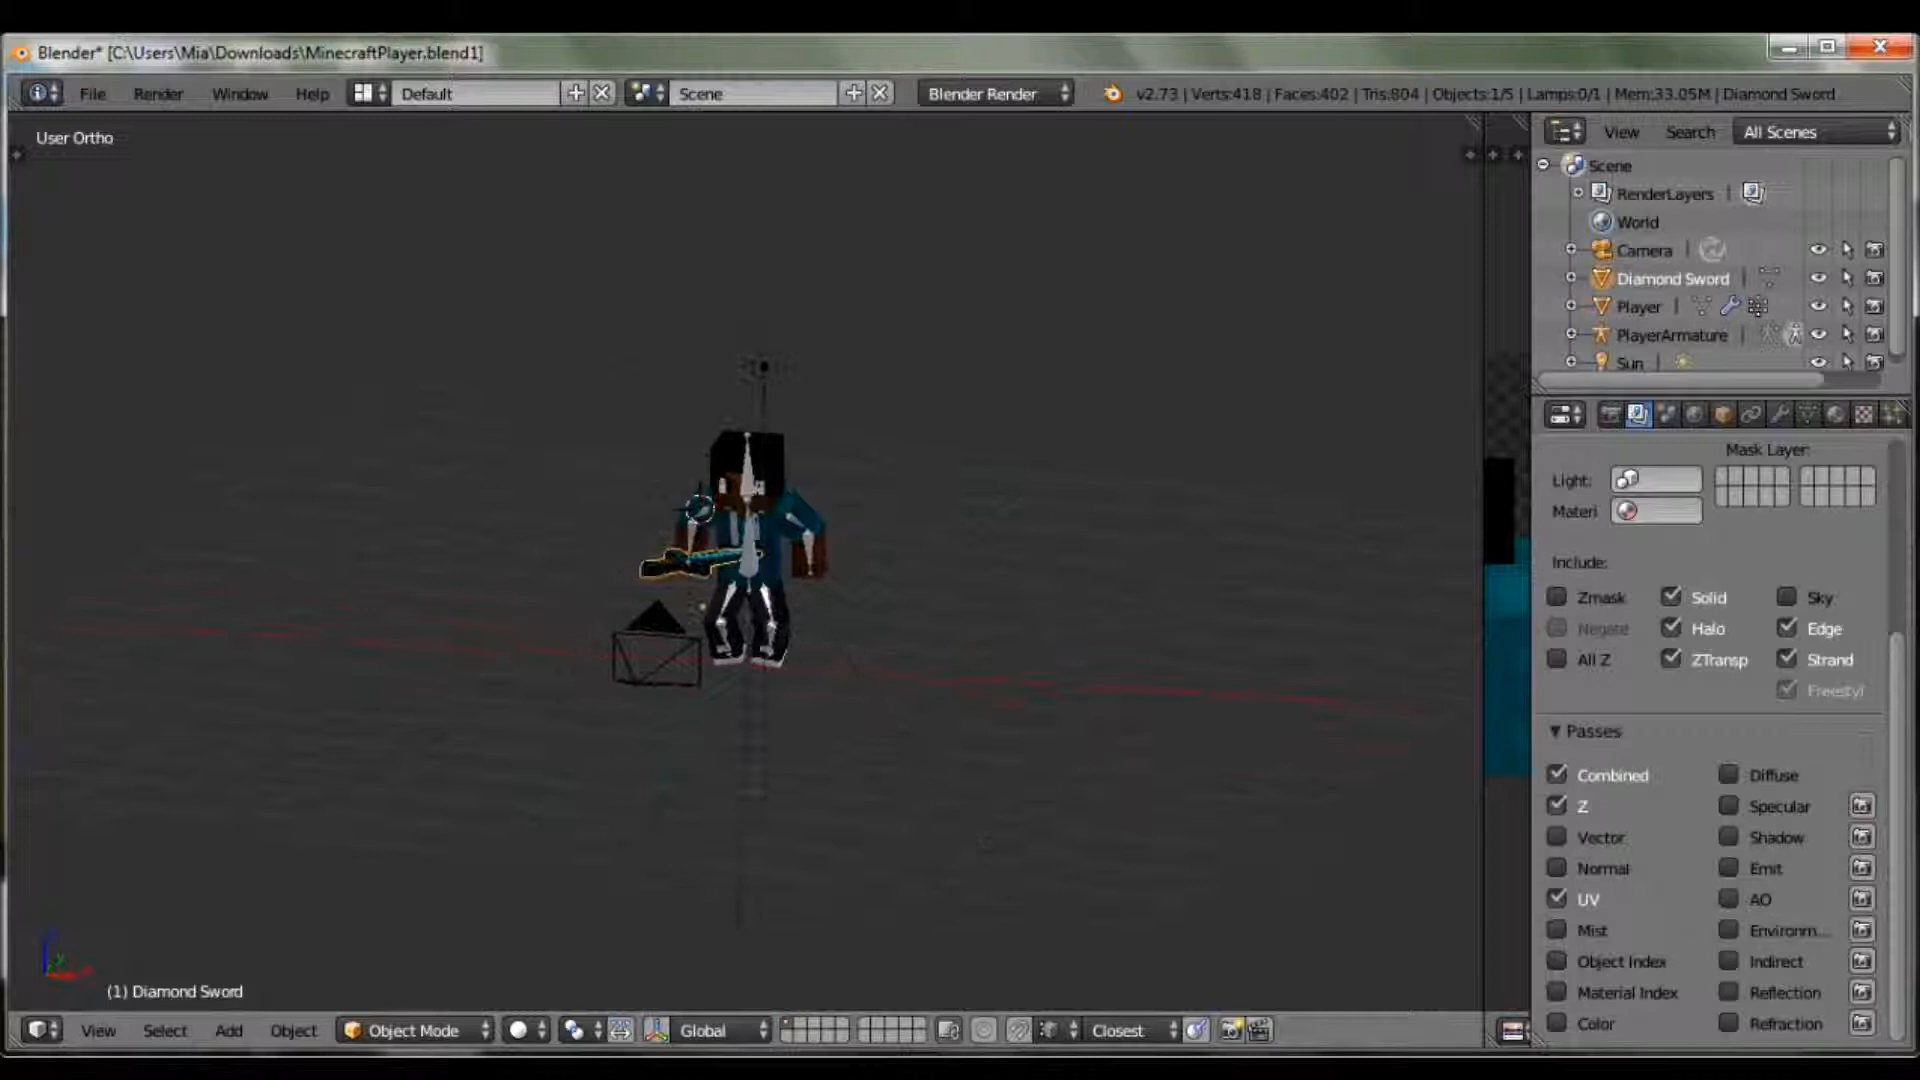 Blender* [C:\Users\Mia\Downloads\MinecraftPlayer.blend1]
File Render Window Help Default Scene Blender Render v2.73 | Verts:418 | Faces:402 | Tris:804 | Objects:1/5 | Lamps:0/1 | Mem:33.05M | Diamond Sword
User Ortho
View Search All Scenes
Scene
RenderLayers
World
Camera
Diamond Sword
Player
PlayerArmature
Sun
Mask Layer:
Light:
Materi
Include:
Zmask Solid Sky
Negate Halo Edge
All Z ZTransp Strand
Freestyl
Passes
Combined Diffuse
Z Specular
Vector Shadow
Normal Emit
UV AO
Mist Environm...
Object Index Indirect
Material Index Reflection
Color Refraction
(1) Diamond Sword
View Select Add Object Object Mode Global Closest